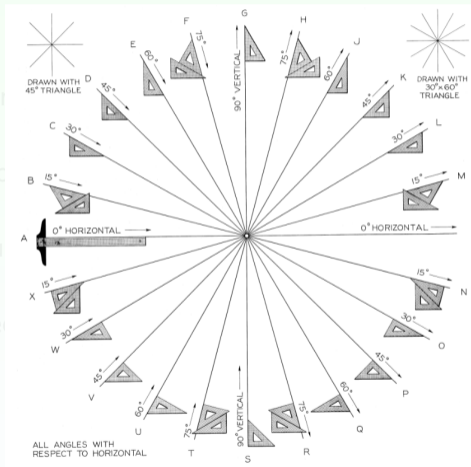 G
F
H
E
J
D
K
C
L
B
M
A
N
X
O
W
P
V
Q
U
R
T
S
DRAWN WITH
45° TRIANGLE
DRAWN WITH
30°x60°
TRIANGLE
75°
90° VERTICAL
75°
60°
60°
45°
45°
30°
30°
15°
15°
0° HORIZONTAL
0° HORIZONTAL
15°
15°
30°
30°
45°
45°
60°
60°
75°
90° VERTICAL
75°
ALL ANGLES WITH
RESPECT TO HORIZONTAL